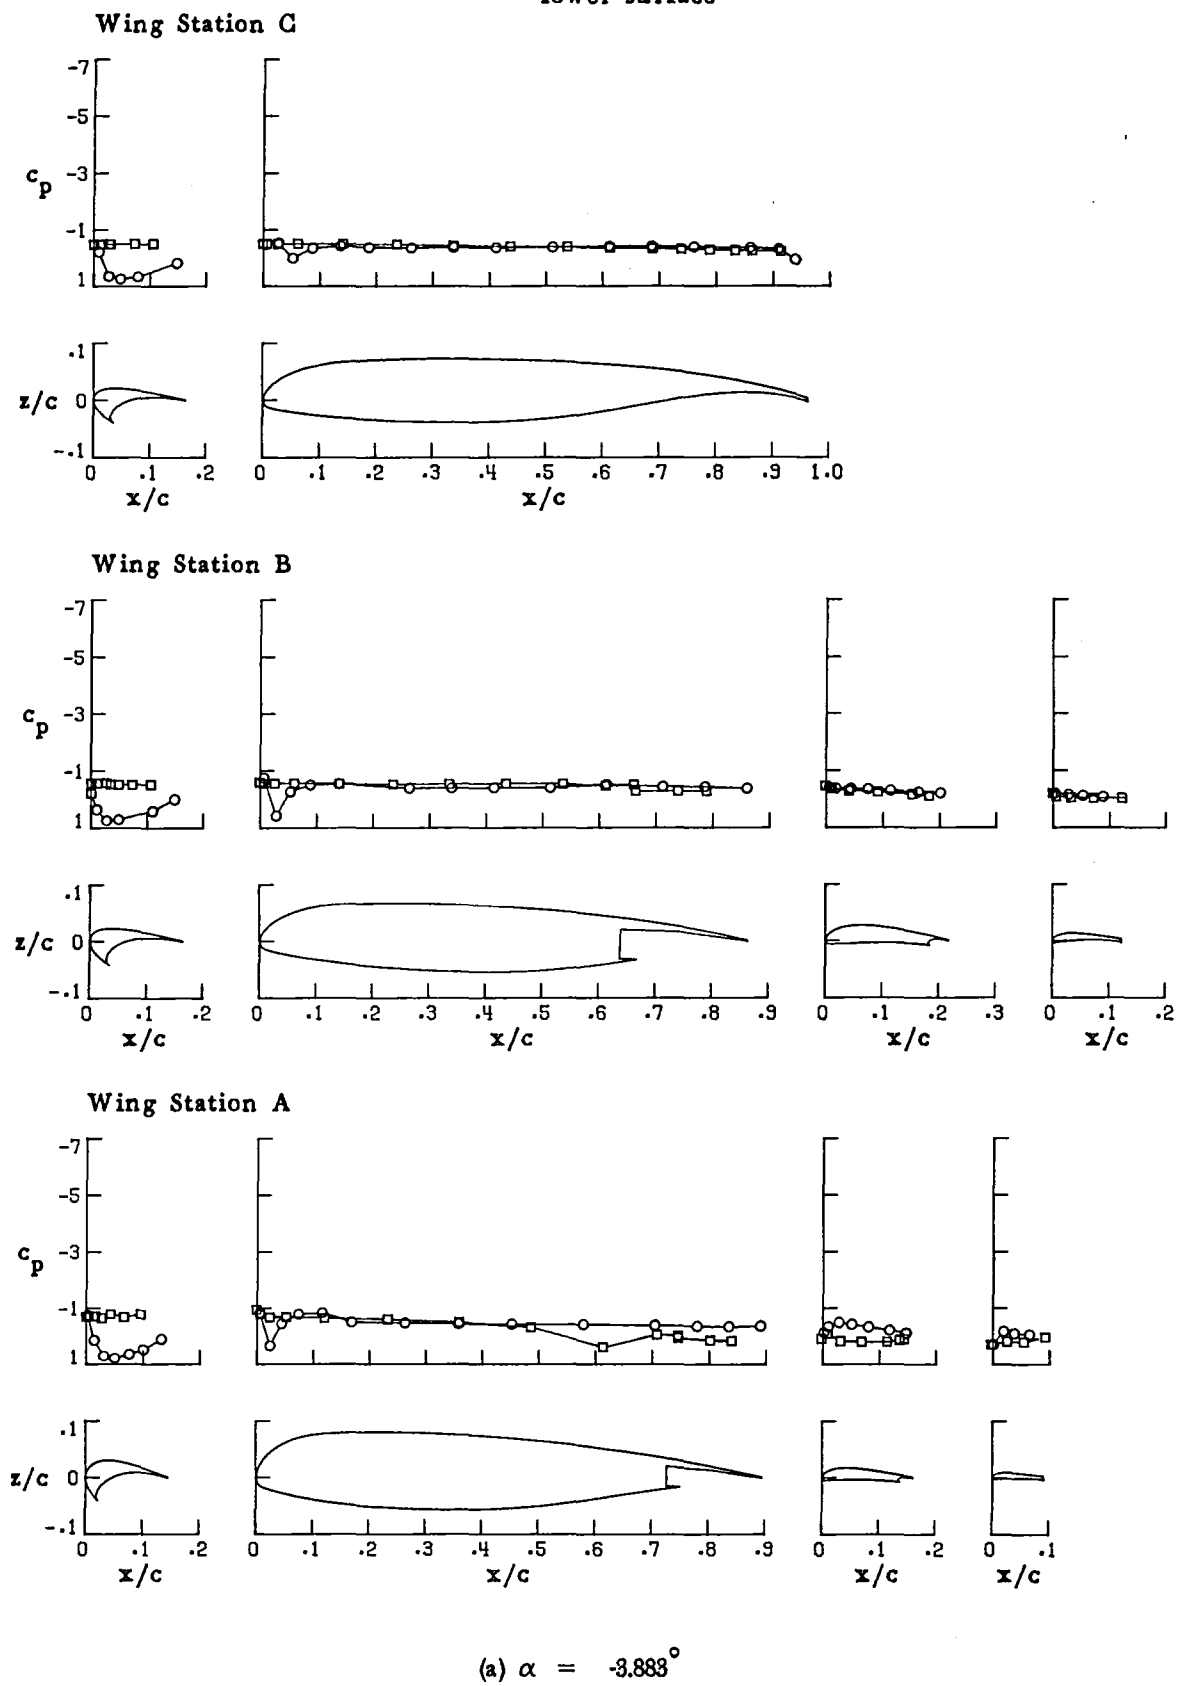 lower surface
Wing Station C
-7
-5
-3
-1
1
c_p
0 .1 .2
.1
0
-.1
z/c
0 .1 .2
x/c
0 .1 .2 .3 .4 .5 .6 .7 .8 .9 1.0
x/c
Wing Station B
-7
-5
-3
-1
1
c_p
.1
0
-.1
z/c
0 .1 .2
x/c
0 .1 .2 .3 .4 .5 .6 .7 .8 .9
x/c
0 .1 .2 .3
x/c
0 .1 .2
x/c
Wing Station A
-7
-5
-3
-1
1
c_p
.1
0
-.1
z/c
0 .1 .2
x/c
0 .1 .2 .3 .4 .5 .6 .7 .8 .9
x/c
0 .1 .2
x/c
0 .1
x/c
(a) α = -3.883°